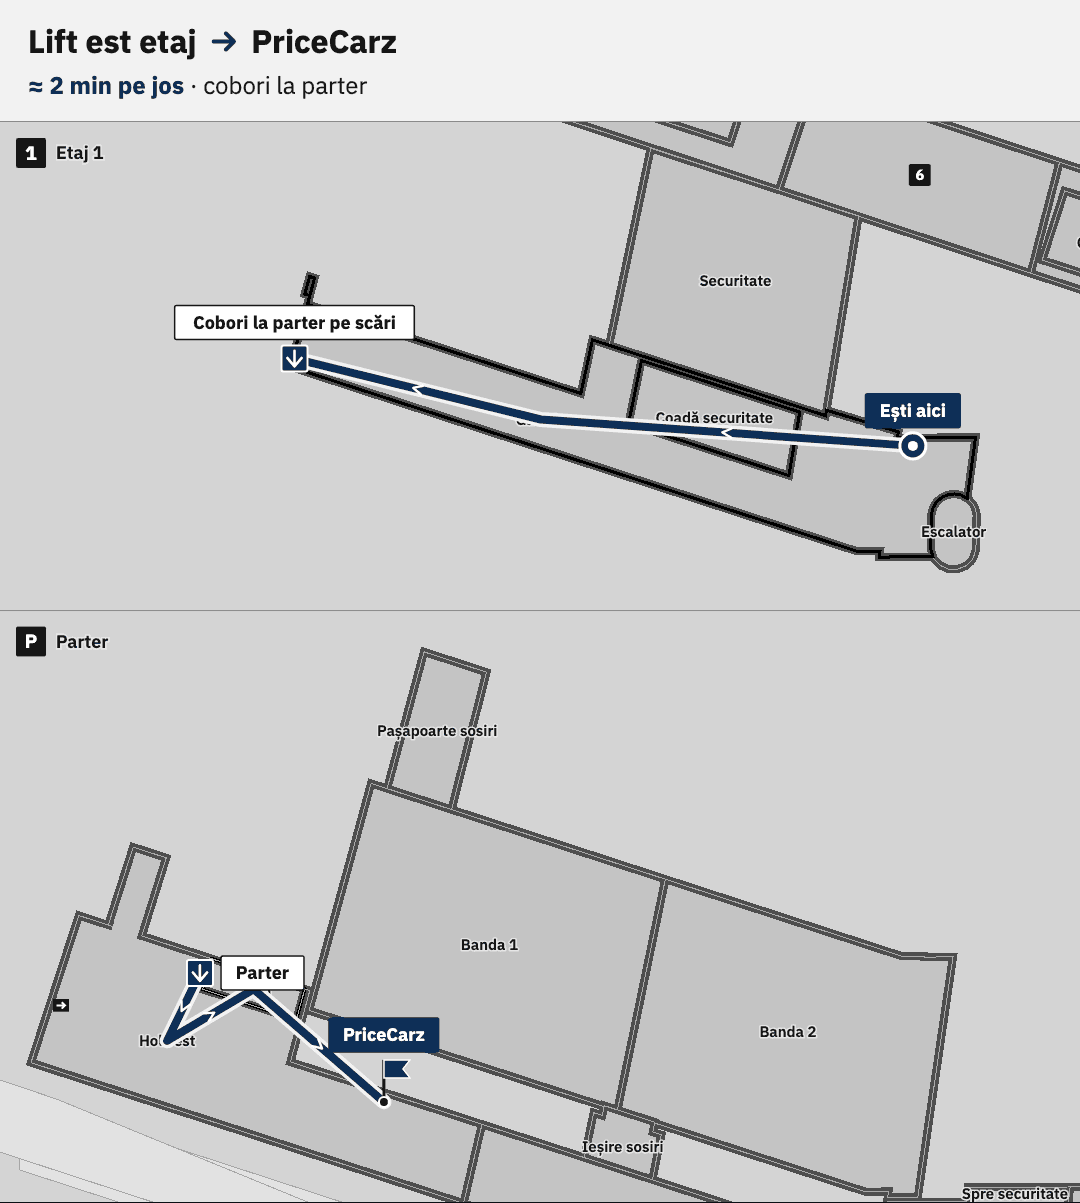 Lift est etaj → PriceCarz
≈ 2 min pe jos · cobori la parter
1 Etaj 1
6
Securitate
Cobori la parter pe scări
Ești aici
Coadă securitate
Escalator
P Parter
Pașapoarte sosiri
Banda 1
Parter
PriceCarz
Banda 2
Ieșire sosiri
Spre securitate